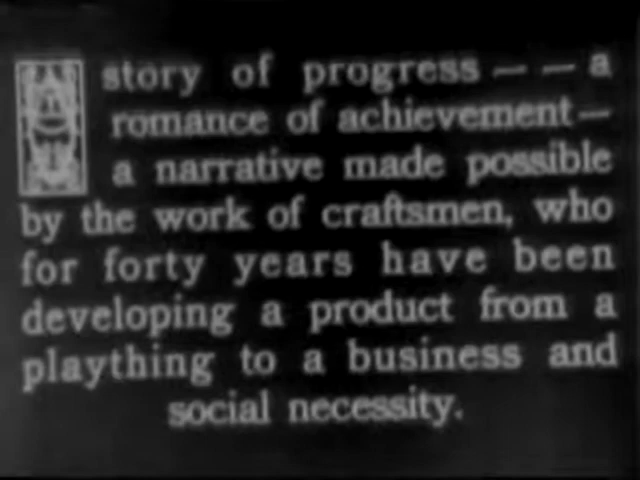 A story of progress — — a
romance of achievement —
a narrative made possible
by the work of craftsmen, who
for forty years have been
developing a product from a
plaything to a business and
social necessity.